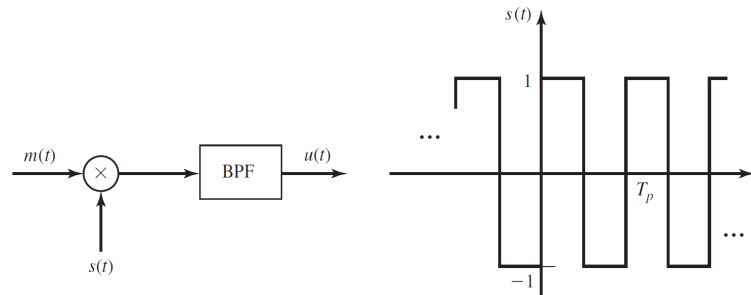 m(t)
×
BPF
u(t)
s(t)
s(t)
1
...
T_p
...
−1